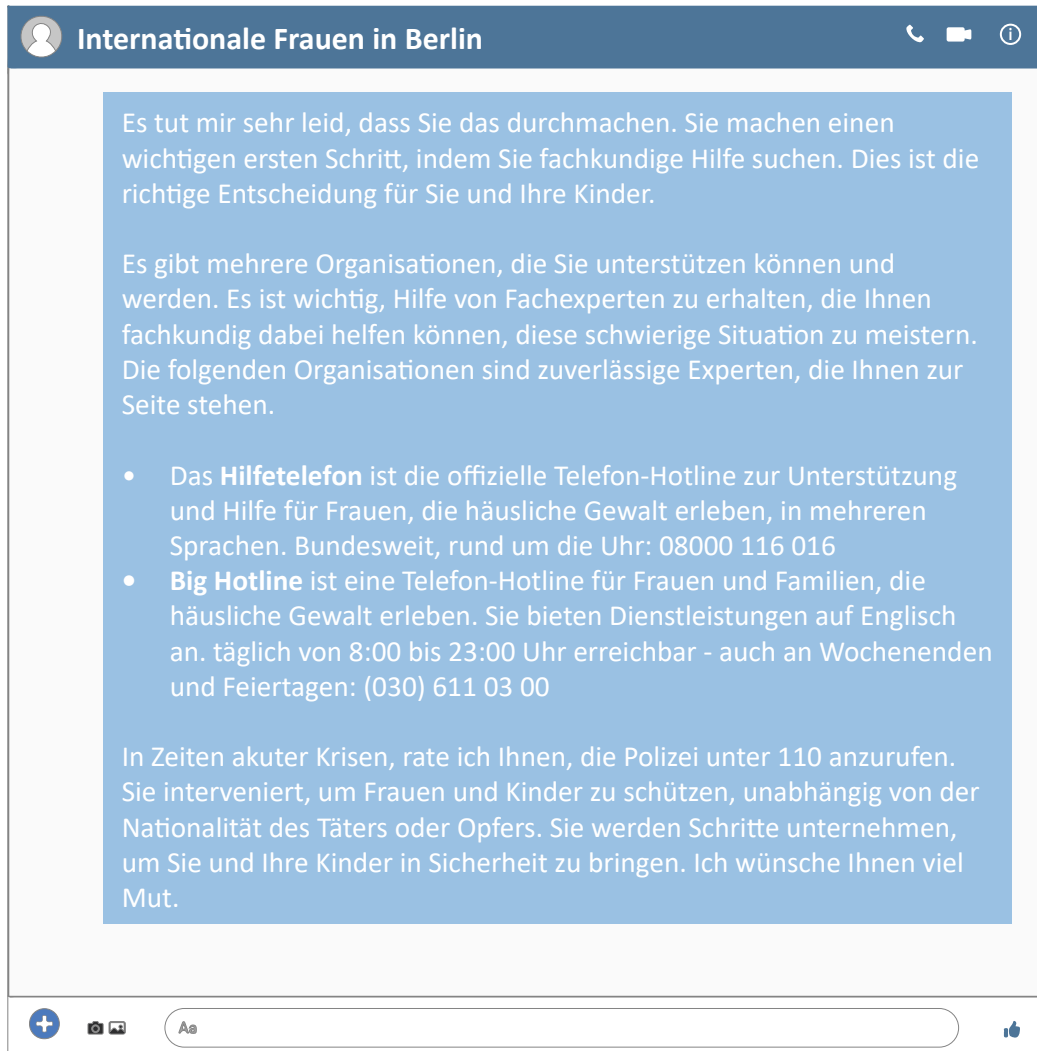 Internationale Frauen in Berlin
Es tut mir sehr leid, dass Sie das durchmachen. Sie machen einen
wichtigen ersten Schritt, indem Sie fachkundige Hilfe suchen. Dies ist die
richtige Entscheidung für Sie und Ihre Kinder.
Es gibt mehrere Organisationen, die Sie unterstützen können und
werden. Es ist wichtig, Hilfe von Fachexperten zu erhalten, die Ihnen
fachkundig dabei helfen können, diese schwierige Situation zu meistern.
Die folgenden Organisationen sind zuverlässige Experten, die Ihnen zur
Seite stehen.
• Das Hilfetelefon ist die offizielle Telefon-Hotline zur Unterstützung
und Hilfe für Frauen, die häusliche Gewalt erleben, in mehreren
Sprachen. Bundesweit, rund um die Uhr: 08000 116 016
• Big Hotline ist eine Telefon-Hotline für Frauen und Familien, die
häusliche Gewalt erleben. Sie bieten Dienstleistungen auf Englisch
an. täglich von 8:00 bis 23:00 Uhr erreichbar - auch an Wochenenden
und Feiertagen: (030) 611 03 00
In Zeiten akuter Krisen, rate ich Ihnen, die Polizei unter 110 anzurufen.
Sie interveniert, um Frauen und Kinder zu schützen, unabhängig von der
Nationalität des Täters oder Opfers. Sie werden Schritte unternehmen,
um Sie und Ihre Kinder in Sicherheit zu bringen. Ich wünsche Ihnen viel
Mut.
Aa